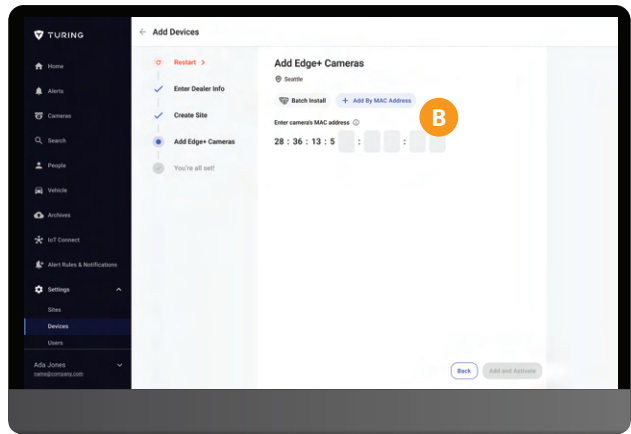 TURING
Home
Alerts
Cameras
Search
People
Vehicle
Archives
IoT Connect
Alert Rules & Notifications
Settings
Sites
Devices
Users
Ada Jones
name@company.com
← Add Devices
Restart >
Enter Dealer Info
Create Site
Add Edge+ Cameras
You're all set!
Add Edge+ Cameras
Seattle
Batch Install + Add By MAC Address
B
Enter camera's MAC address
28 : 36 : 13 : 5 : :
Back Add and Activate